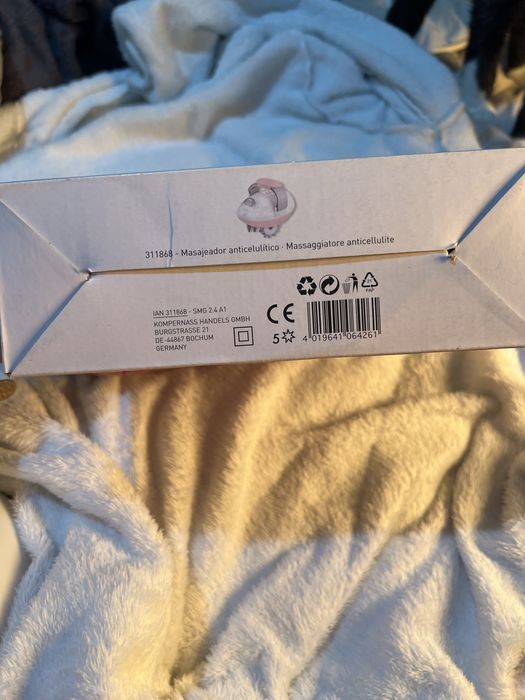 311868 - Masajeador anticelulítico · Massaggiatore anticellulite
IAN 311868 - SMG 2.4 A1
KOMPERNASS HANDELS GMBH
BURGSTRASSE 21
DE-44867 BOCHUM
GERMANY
CE
5
4 019641 064261
PAP